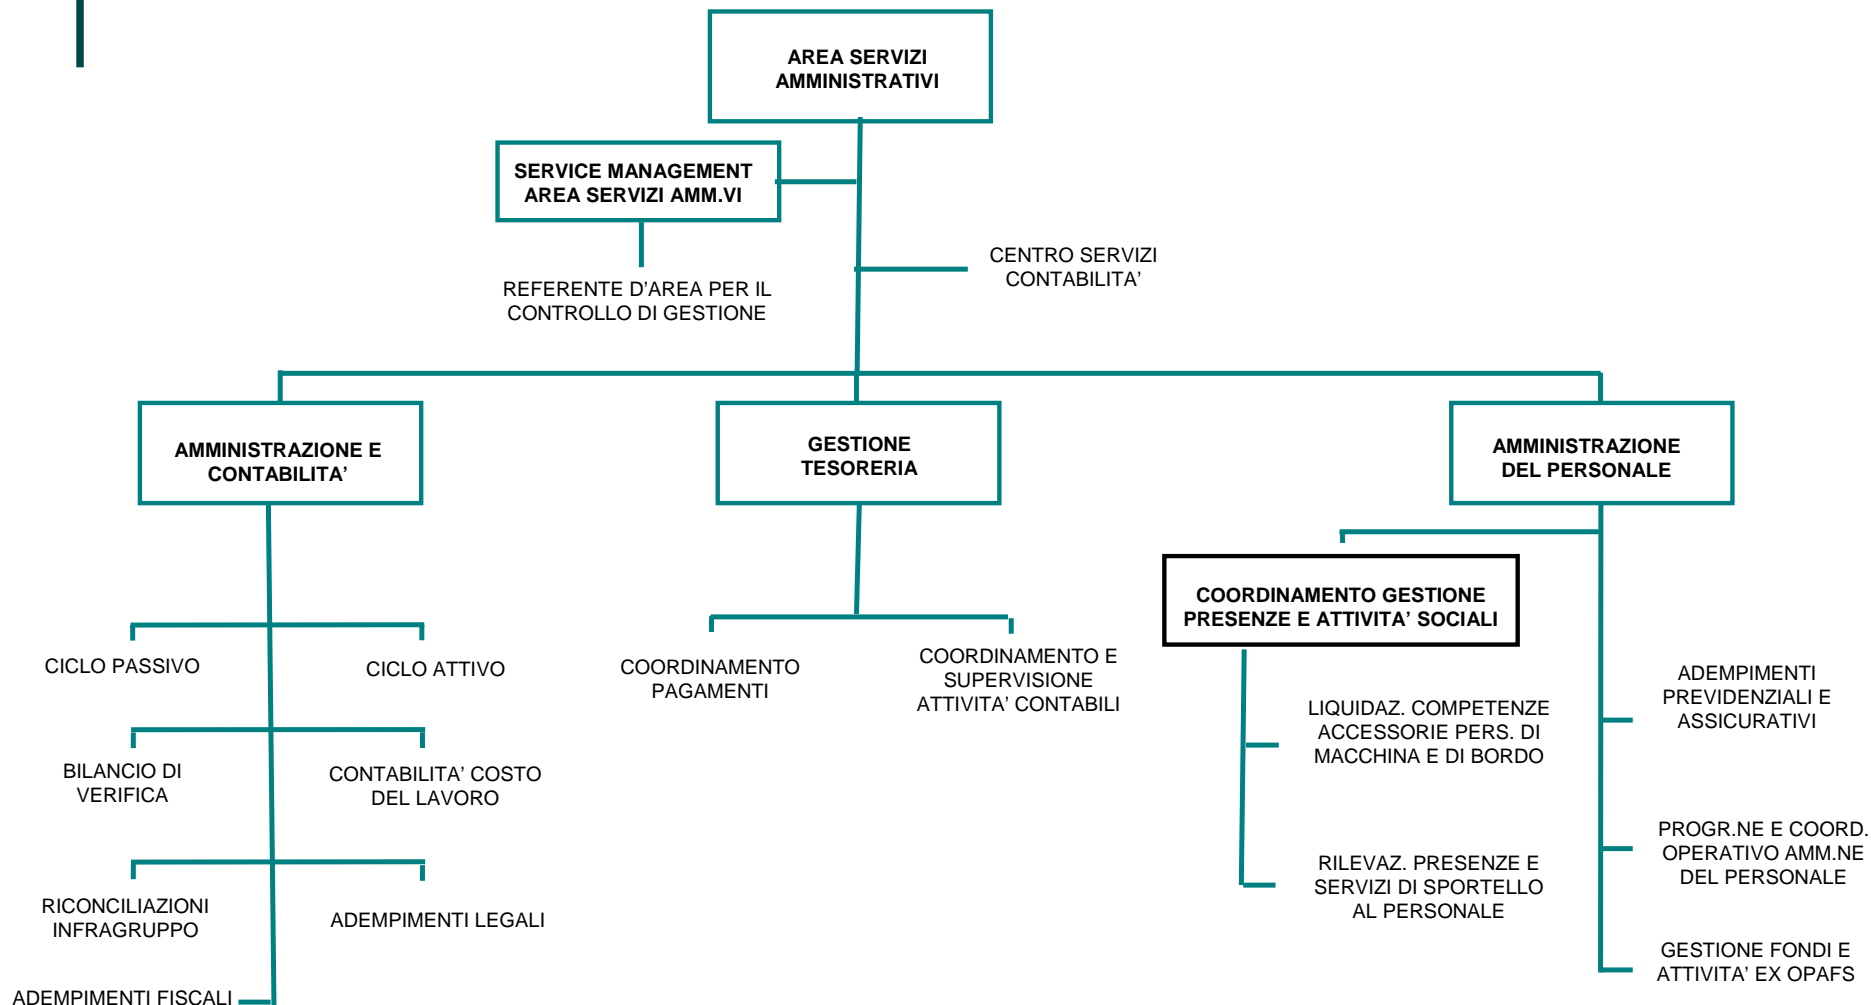 AREA SERVIZI
AMMINISTRATIVI
SERVICE MANAGEMENT
AREA SERVIZI AMM.VI
REFERENTE D’AREA PER IL
CONTROLLO DI GESTIONE
CENTRO SERVIZI
CONTABILITA’
AMMINISTRAZIONE E
CONTABILITA’
GESTIONE
TESORERIA
AMMINISTRAZIONE
DEL PERSONALE
CICLO PASSIVO
CICLO ATTIVO
BILANCIO DI
VERIFICA
CONTABILITA’ COSTO
DEL LAVORO
RICONCILIAZIONI
INFRAGRUPPO
ADEMPIMENTI LEGALI
ADEMPIMENTI FISCALI
COORDINAMENTO
PAGAMENTI
COORDINAMENTO E
SUPERVISIONE
ATTIVITA’ CONTABILI
COORDINAMENTO GESTIONE
PRESENZE E ATTIVITA’ SOCIALI
LIQUIDAZ. COMPETENZE
ACCESSORIE PERS. DI
MACCHINA E DI BORDO
RILEVAZ. PRESENZE E
SERVIZI DI SPORTELLO
AL PERSONALE
ADEMPIMENTI
PREVIDENZIALI E
ASSICURATIVI
PROGR.NE E COORD.
OPERATIVO AMM.NE
DEL PERSONALE
GESTIONE FONDI E
ATTIVITA’ EX OPAFS